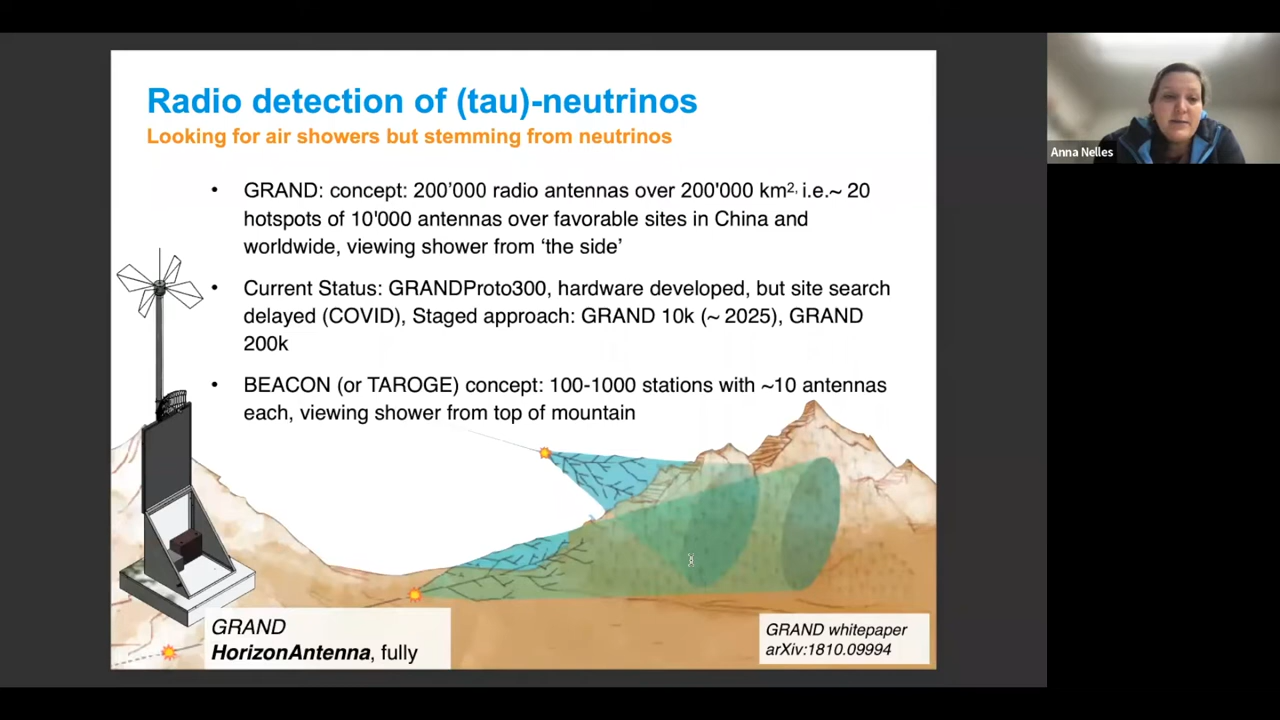 Radio detection of (tau)-neutrinos
Looking for air showers but stemming from neutrinos
• GRAND: concept: 200’000 radio antennas over 200'000 km2, i.e.~ 20
hotspots of 10'000 antennas over favorable sites in China and
worldwide, viewing shower from ‘the side’
• Current Status: GRANDProto300, hardware developed, but site search
delayed (COVID), Staged approach: GRAND 10k (~ 2025), GRAND
200k
• BEACON (or TAROGE) concept: 100-1000 stations with ~10 antennas
each, viewing shower from top of mountain
GRAND
HorizonAntenna, fully
GRAND whitepaper
arXiv:1810.09994
Anna Nelles